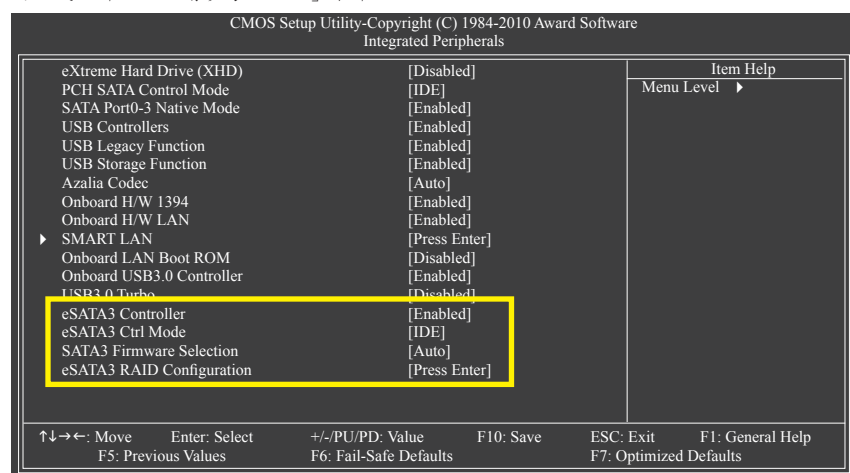 CMOS Setup Utility-Copyright (C) 1984-2010 Award Software
Integrated Peripherals
eXtreme Hard Drive (XHD) [Disabled]
PCH SATA Control Mode [IDE]
SATA Port0-3 Native Mode [Enabled]
USB Controllers [Enabled]
USB Legacy Function [Enabled]
USB Storage Function [Enabled]
Azalia Codec [Auto]
Onboard H/W 1394 [Enabled]
Onboard H/W LAN [Enabled]
SMART LAN [Press Enter]
Onboard LAN Boot ROM [Disabled]
Onboard USB3.0 Controller [Enabled]
USB3.0 Turbo [Disabled]
eSATA3 Controller [Enabled]
eSATA3 Ctrl Mode [IDE]
SATA3 Firmware Selection [Auto]
eSATA3 RAID Configuration [Press Enter]
Item Help
Menu Level
↑↓→←: Move Enter: Select +/-/PU/PD: Value F10: Save ESC: Exit F1: General Help
F5: Previous Values F6: Fail-Safe Defaults F7: Optimized Defaults